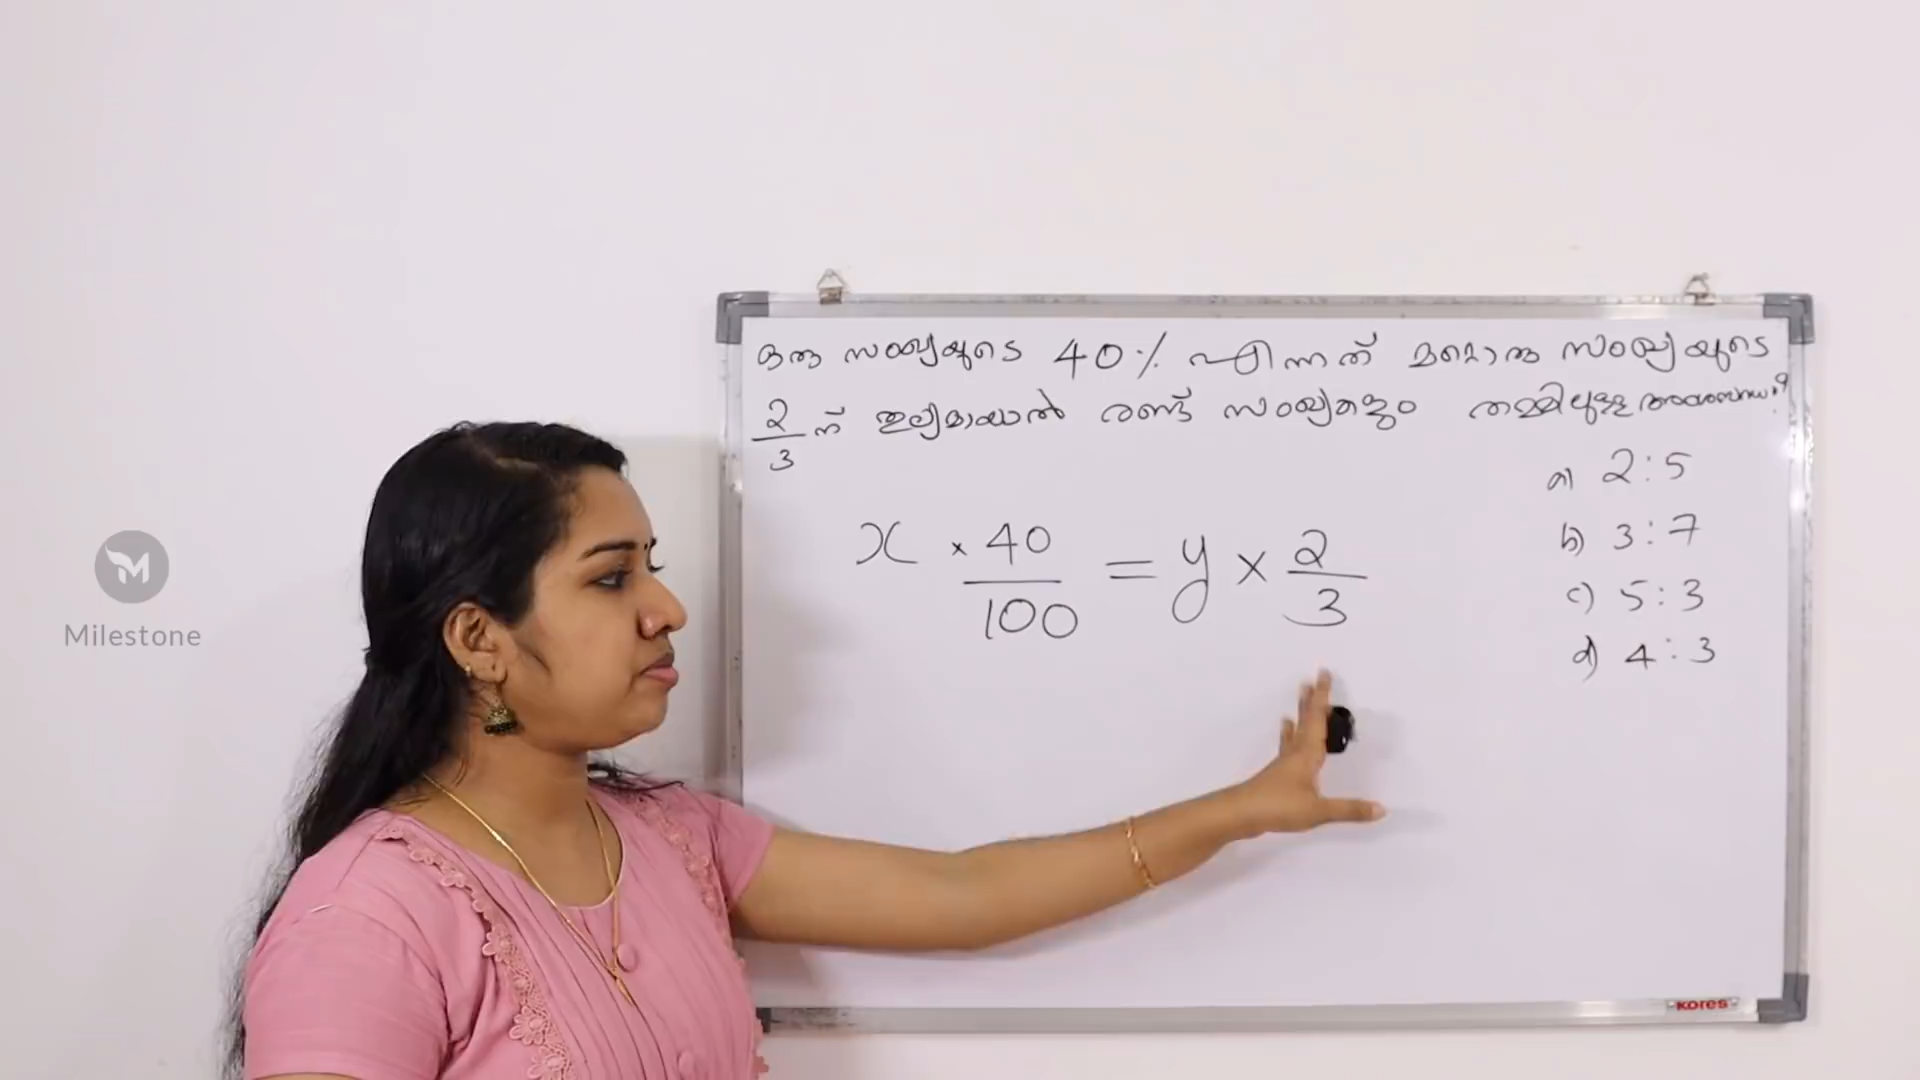 ഒരു സംഖ്യയുടെ 40% എന്നത് മറ്റൊരു സംഖ്യയുടെ
2/3 ന് തുല്യമായാൽ രണ്ട് സംഖ്യകളും തമ്മിലുള്ള അംശബന്ധം?
a) 2:5
b) 3:7
c) 5:3
d) 4:3
x × 40/100 = y × 2/3
Milestone
KORES